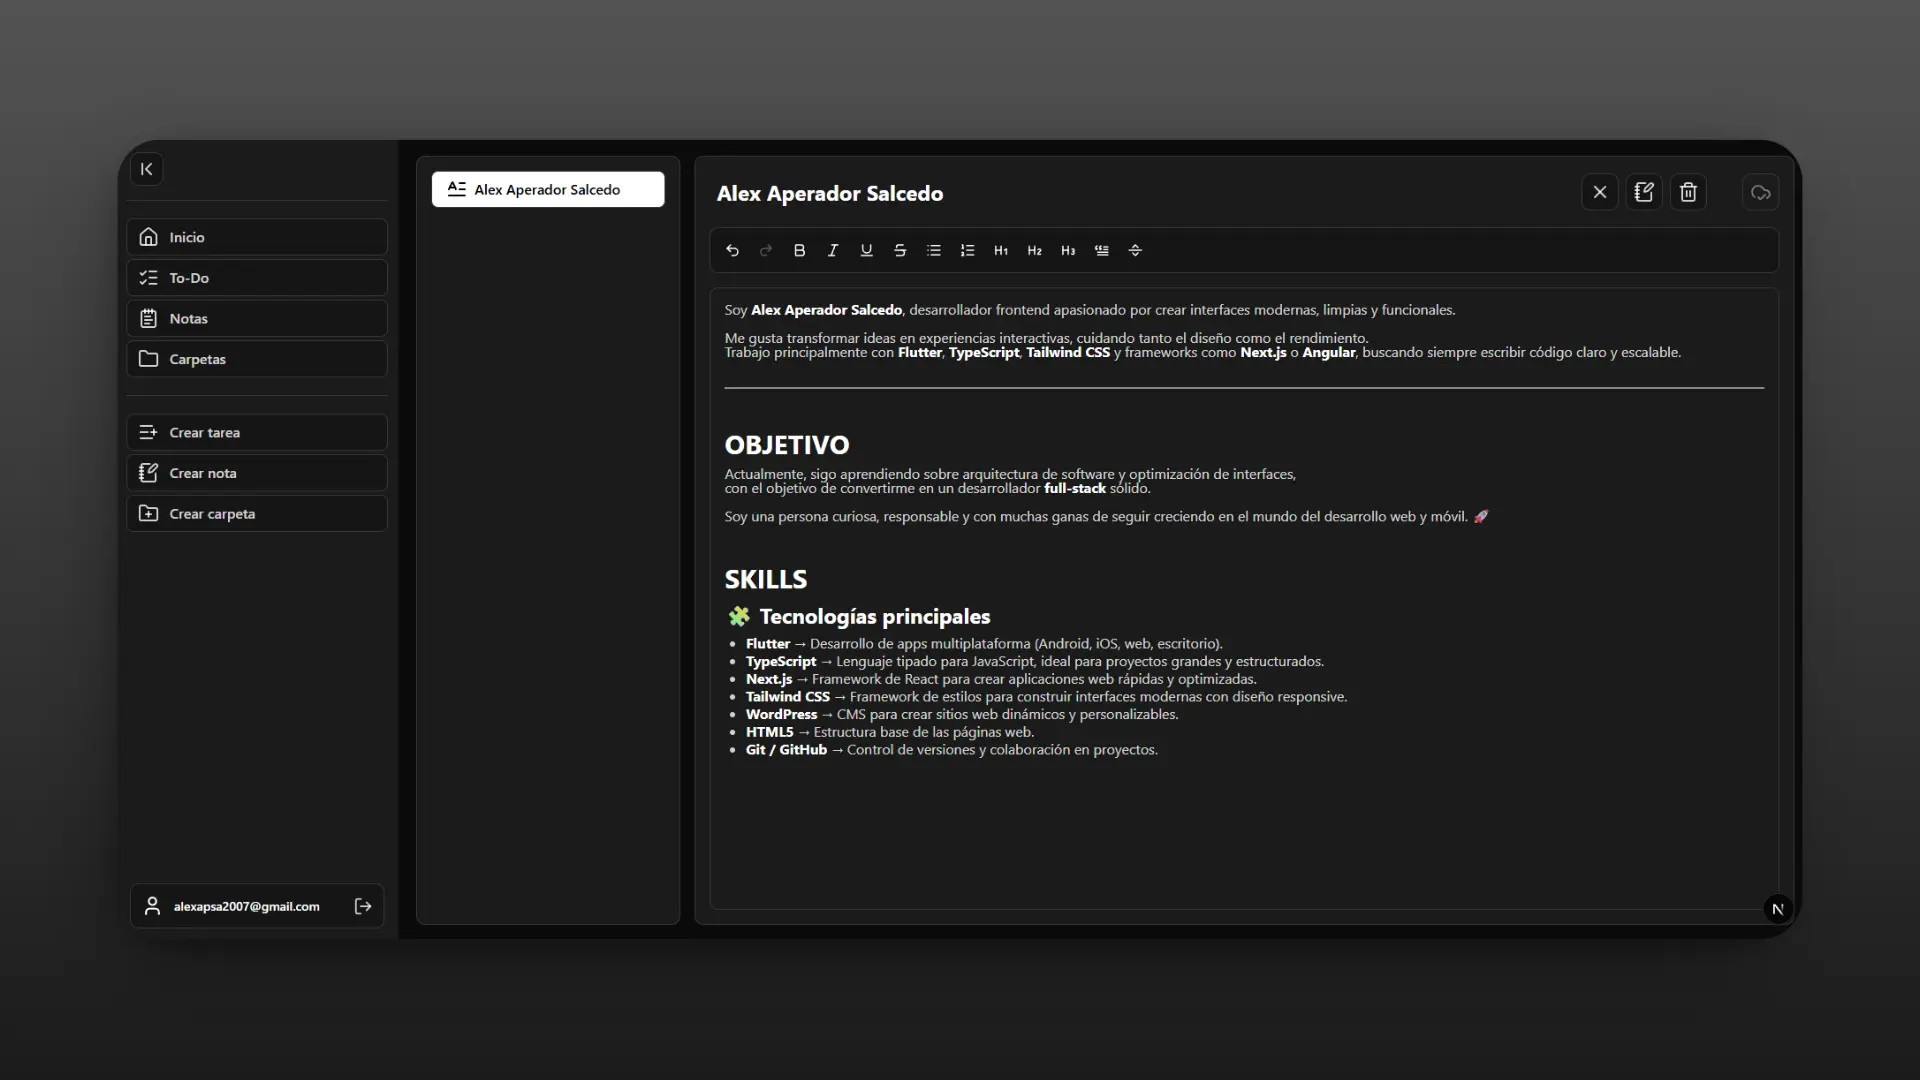 Inicio
To-Do
Notas
Carpetas
Crear tarea
Crear nota
Crear carpeta
alexapsa2007@gmail.com
Alex Aperador Salcedo
Alex Aperador Salcedo
B I U S H1 H2 H3
Soy Alex Aperador Salcedo, desarrollador frontend apasionado por crear interfaces modernas, limpias y funcionales.
Me gusta transformar ideas en experiencias interactivas, cuidando tanto el diseño como el rendimiento.
Trabajo principalmente con Flutter, TypeScript, Tailwind CSS y frameworks como Next.js o Angular, buscando siempre escribir código claro y escalable.
OBJETIVO
Actualmente, sigo aprendiendo sobre arquitectura de software y optimización de interfaces,
con el objetivo de convertirme en un desarrollador full-stack sólido.
Soy una persona curiosa, responsable y con muchas ganas de seguir creciendo en el mundo del desarrollo web y móvil. 🚀
SKILLS
🧩 Tecnologías principales
• Flutter → Desarrollo de apps multiplataforma (Android, iOS, web, escritorio).
• TypeScript → Lenguaje tipado para JavaScript, ideal para proyectos grandes y estructurados.
• Next.js → Framework de React para crear aplicaciones web rápidas y optimizadas.
• Tailwind CSS → Framework de estilos para construir interfaces modernas con diseño responsive.
• WordPress → CMS para crear sitios web dinámicos y personalizables.
• HTML5 → Estructura base de las páginas web.
• Git / GitHub → Control de versiones y colaboración en proyectos.
N